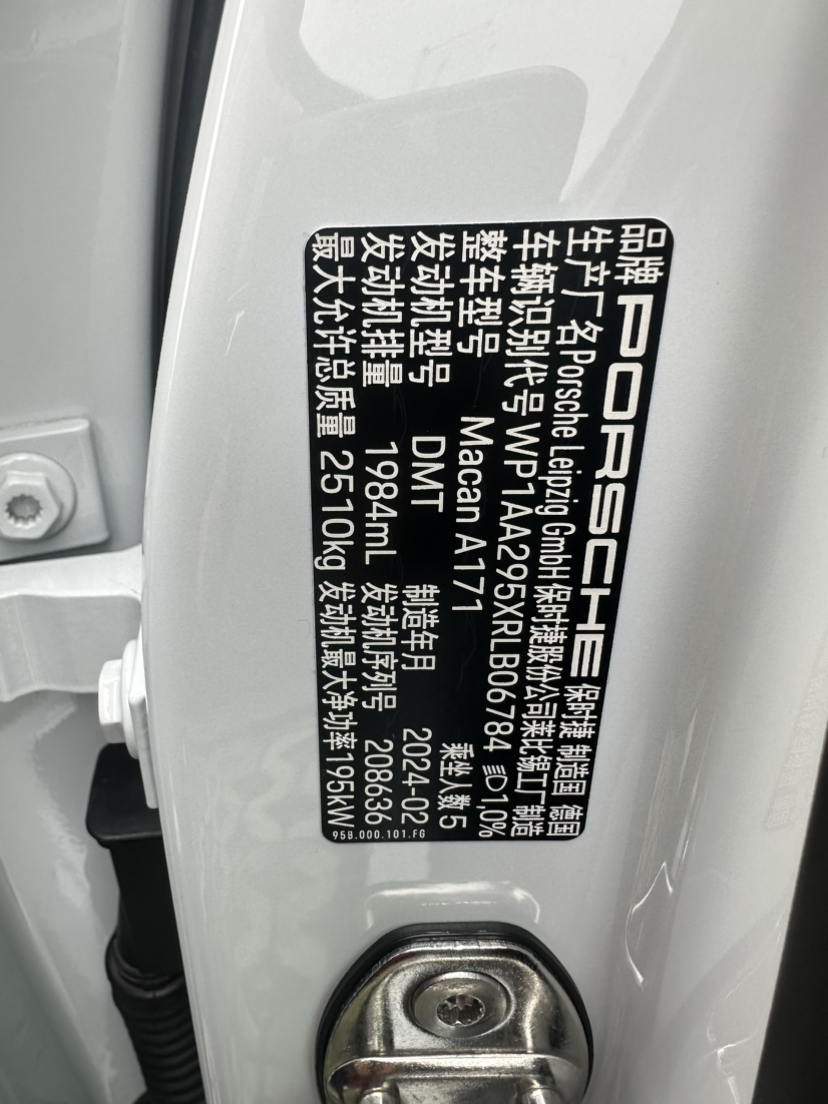 品牌 PORSCHE 保时捷 制造国 德国
生产厂名Porsche Leipzig GmbH 保时捷股份公司莱比锡工厂制造
车辆识别代号 WP1AA295XRLB06784 1,0%
整车型号 Macan A171 乘坐人数 5
发动机型号 DMT 制造年月 2024-02
发动机排量 1984mL 发动机序列号 208636
最大允许总质量 2510kg 发动机最大净功率195kW
95B.000.101.FG